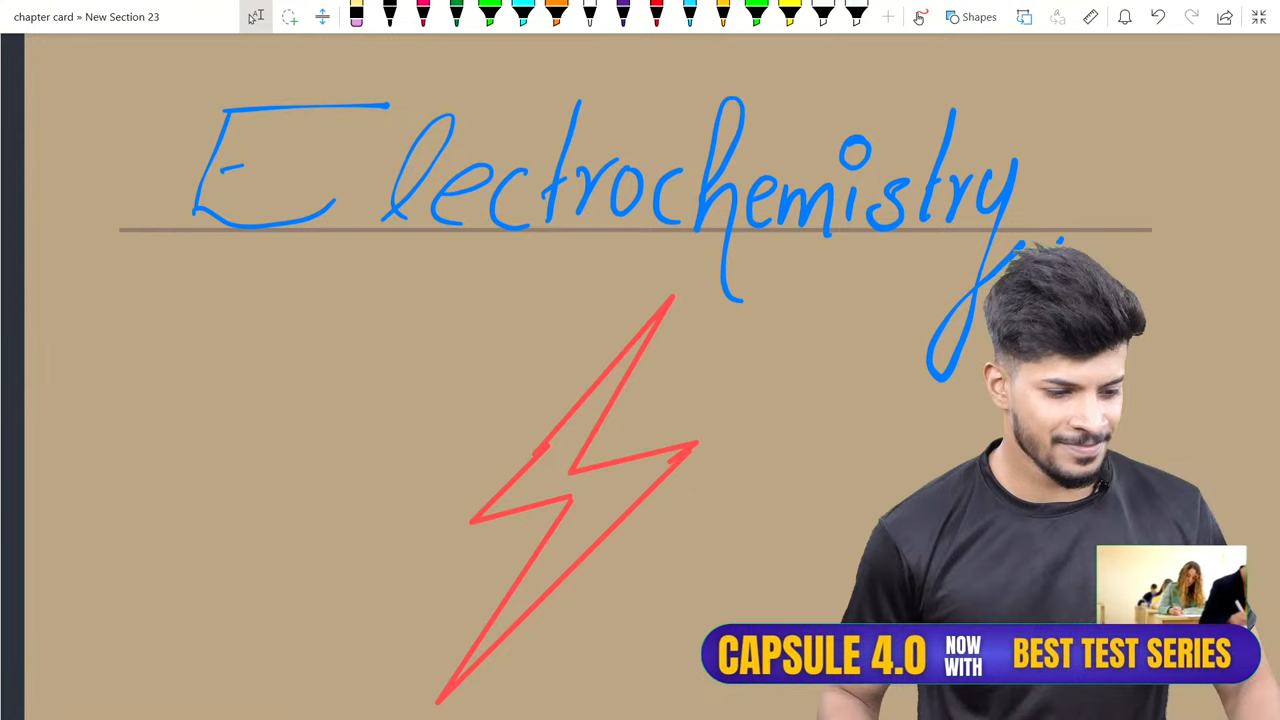 chapter card » New Section 23
Shapes
Electrochemistry..
CAPSULE 4.0 NOW WITH BEST TEST SERIES